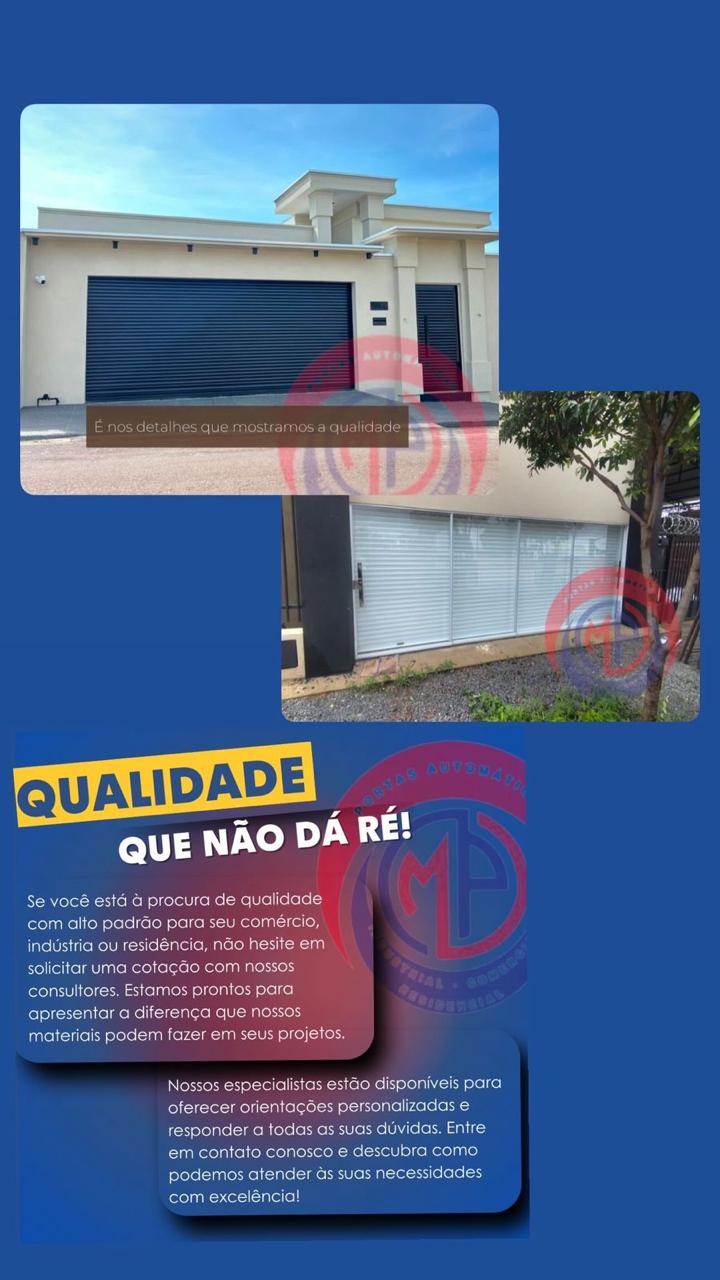 É nos detalhes que mostramos a qualidade
QUALIDADE
QUE NÃO DÁ RÉ!
Se você está à procura de qualidade
com alto padrão para seu comércio,
indústria ou residência, não hesite em
solicitar uma cotação com nossos
consultores. Estamos prontos para
apresentar a diferença que nossos
materiais podem fazer em seus projetos.
Nossos especialistas estão disponíveis para
oferecer orientações personalizadas e
responder a todas as suas dúvidas. Entre
em contato conosco e descubra como
podemos atender às suas necessidades
com excelência!
PORTAS AUTOMÁTI
RESIDENCIAL